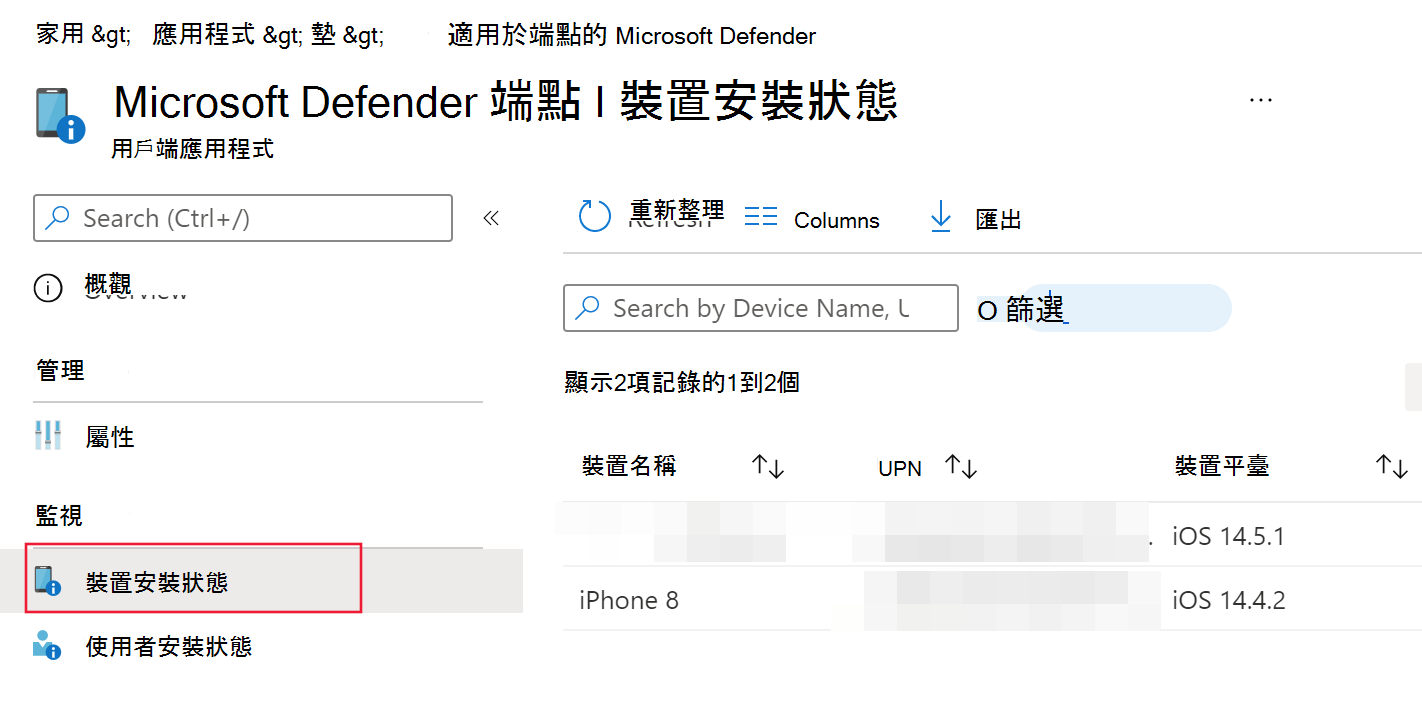 家用 &gt; 應用程式 &gt; 墊 &gt; 適用於端點的 Microsoft Defender
Microsoft Defender 端點 | 裝置安裝狀態
...
用戶端應用程式
Search (Ctrl+/)
«
概觀
Overview
管理
屬性
監視
裝置安裝狀態
使用者安裝狀態
重新整理
Refresh
Columns
匯出
Search by Device Name, U
O 篩選
顯示2項記錄的1到2個
裝置名稱 ↑↓ UPN ↑↓ 裝置平臺 ↑↓
. iOS 14.5.1
iPhone 8 iOS 14.4.2